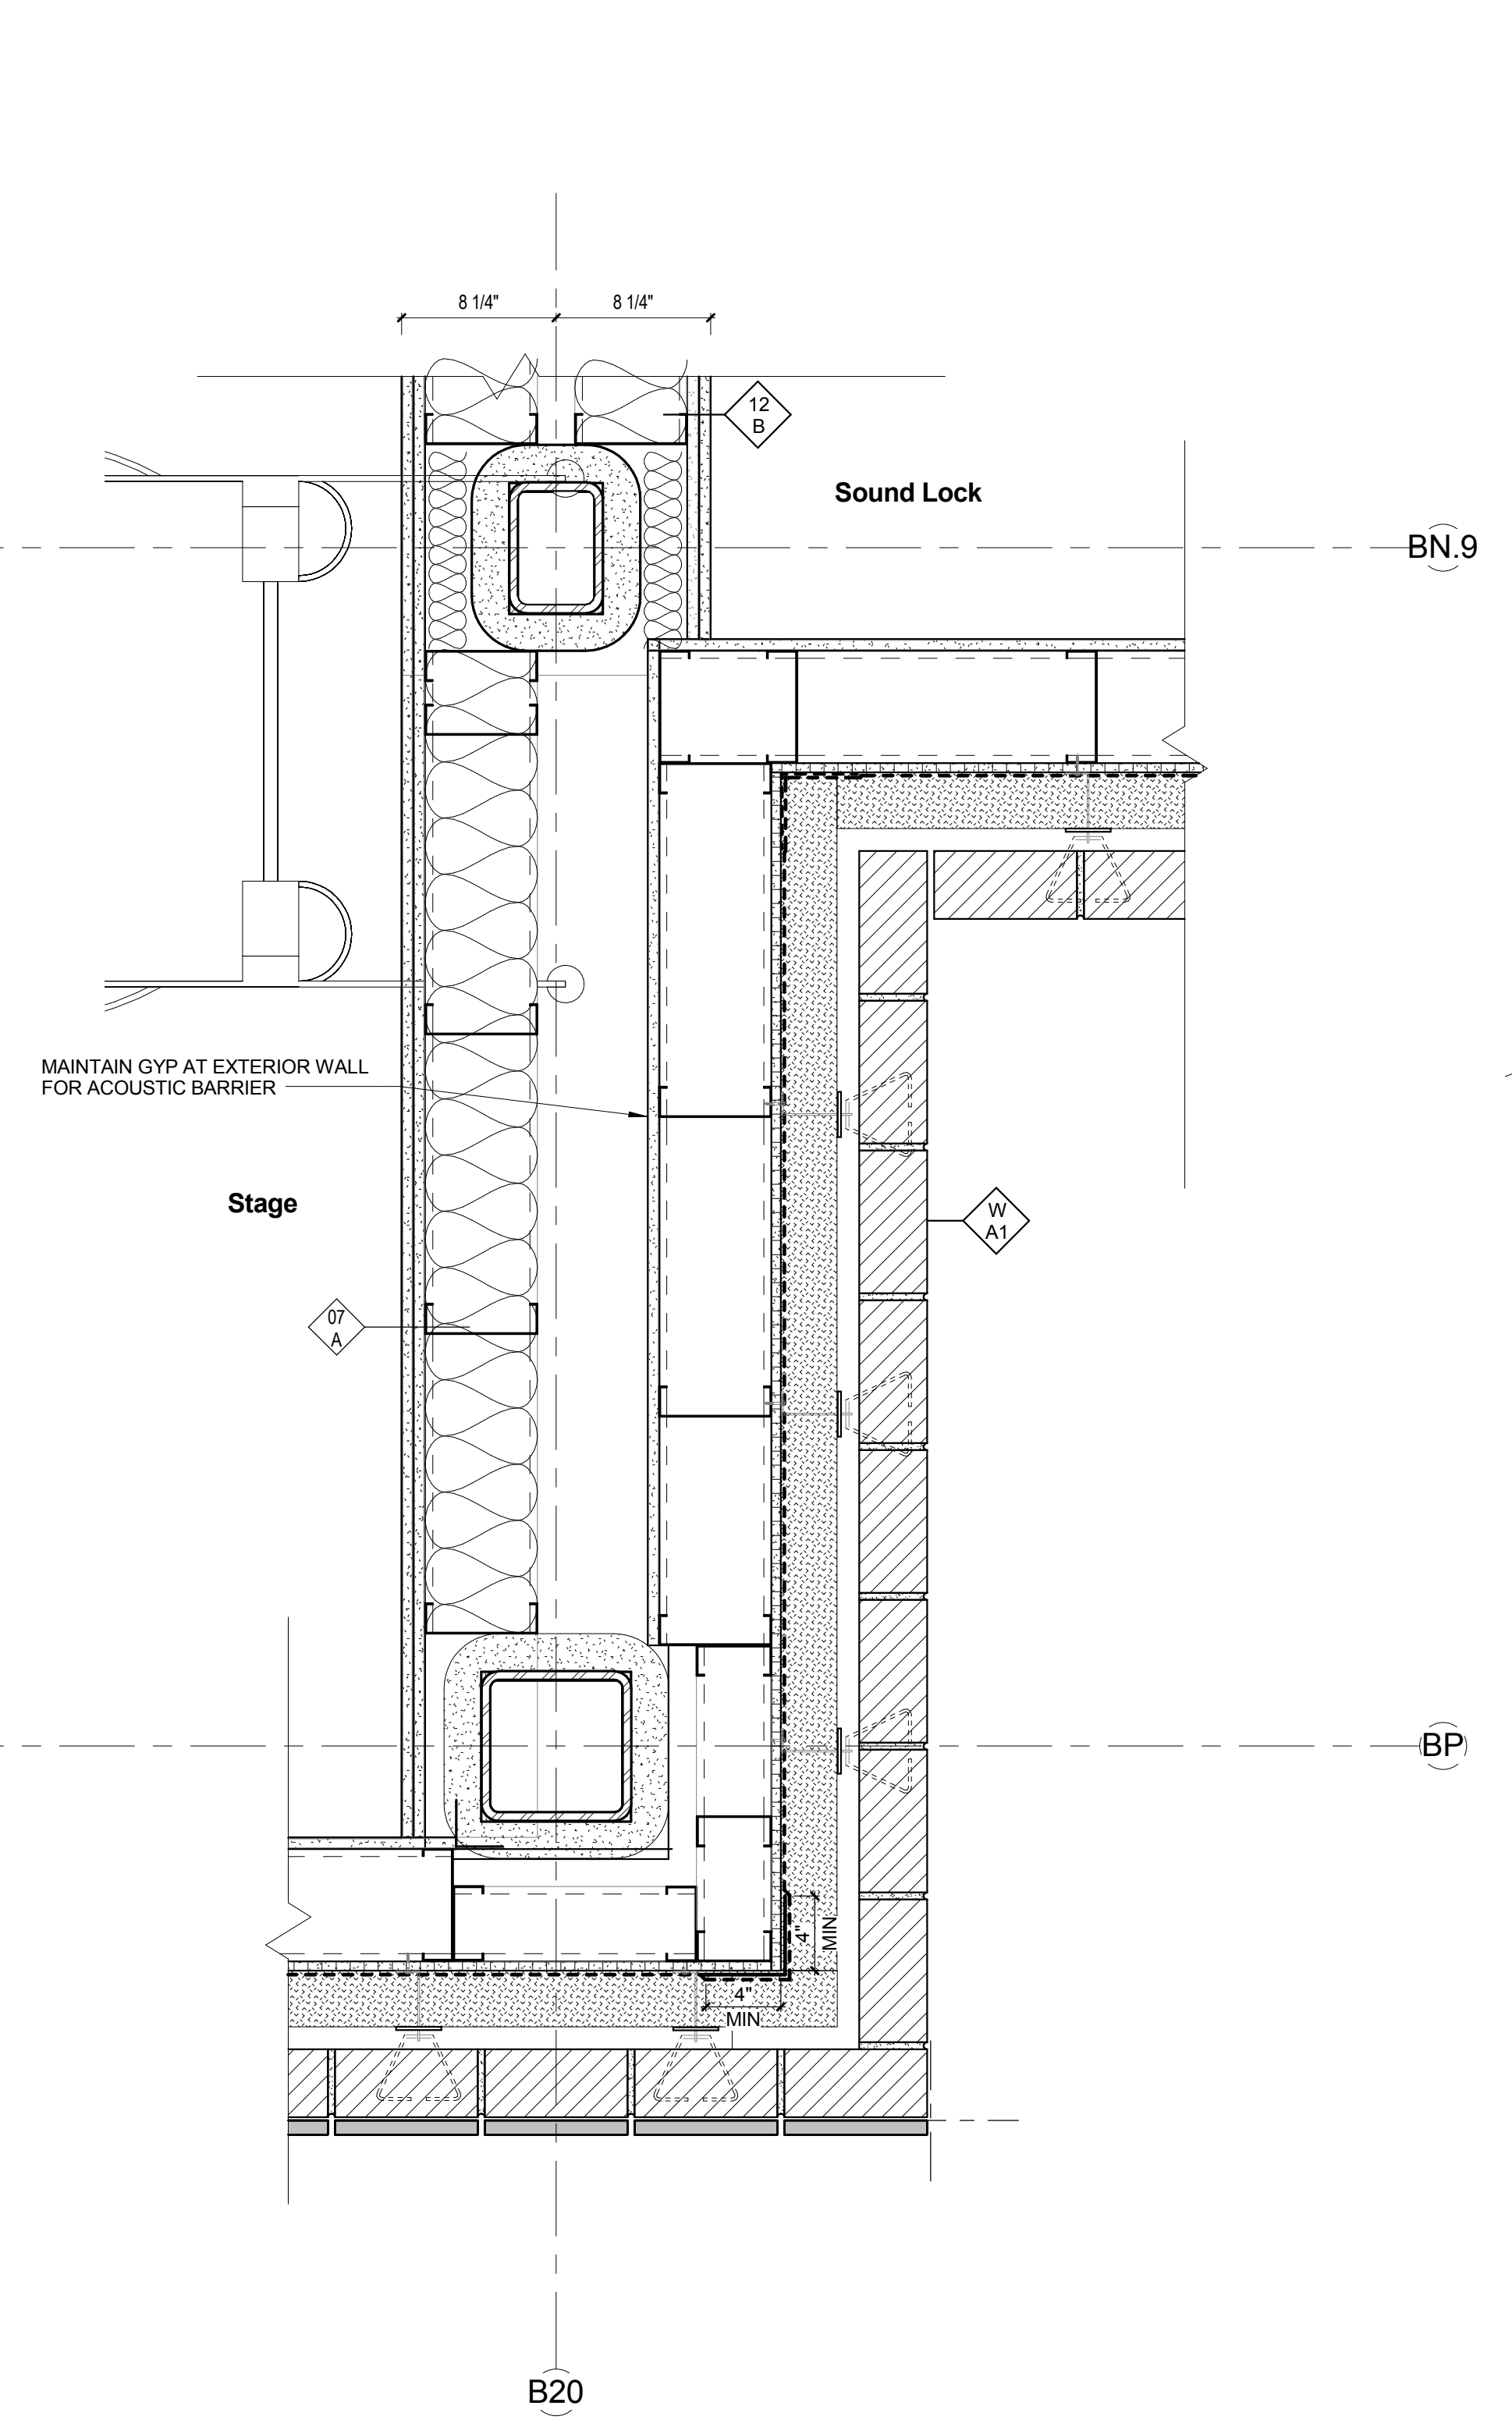 8 1/4" 8 1/4"
12
B
Sound Lock
BN.9
MAINTAIN GYP AT EXTERIOR WALL
FOR ACOUSTIC BARRIER
Stage
W
A1
07
A
BP
4"
MIN
4"
MIN
B20